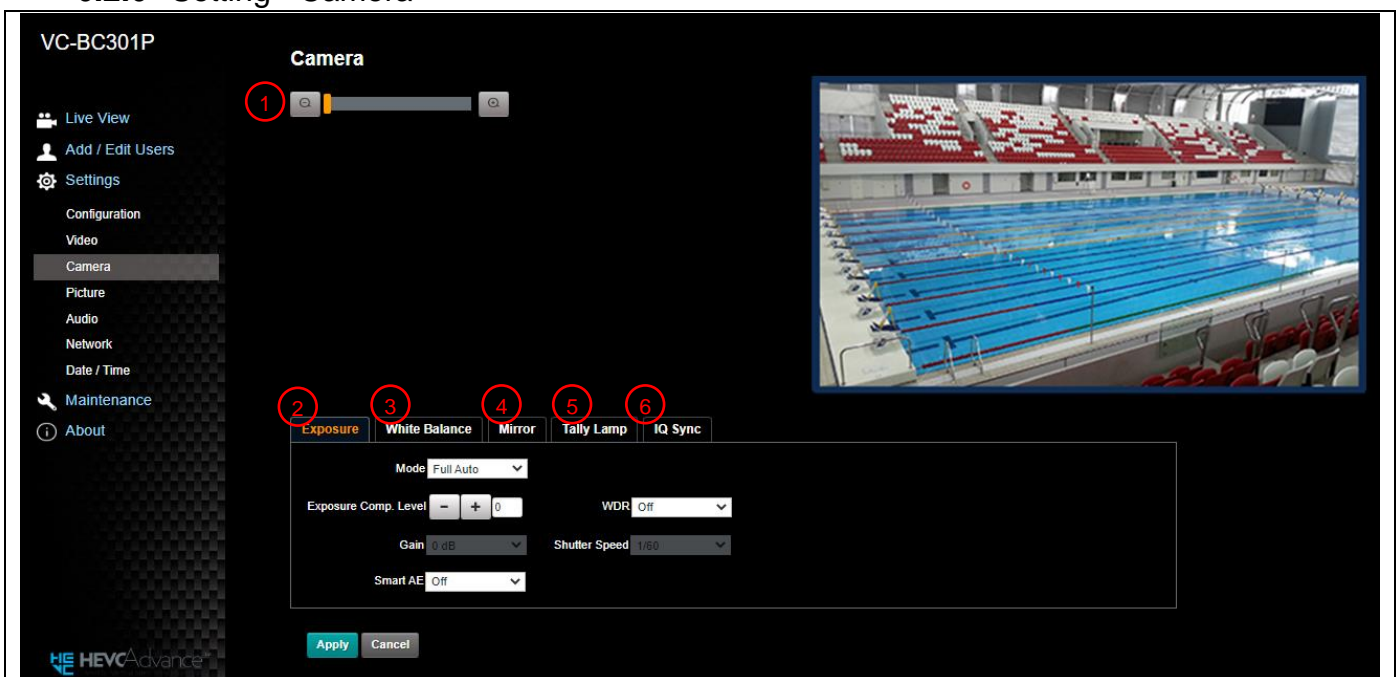 VC-BC301P
Camera
1
Live View
Add / Edit Users
Settings
Configuration
Video
Camera
Picture
Audio
Network
Date / Time
Maintenance
About
2 3 4 5 6
Exposure White Balance Mirror Tally Lamp IQ Sync
Mode Full Auto
Exposure Comp. Level - + 0 WDR Off
Gain 0 dB Shutter Speed 1/60
Smart AE Off
Apply Cancel
HEVCAdvance